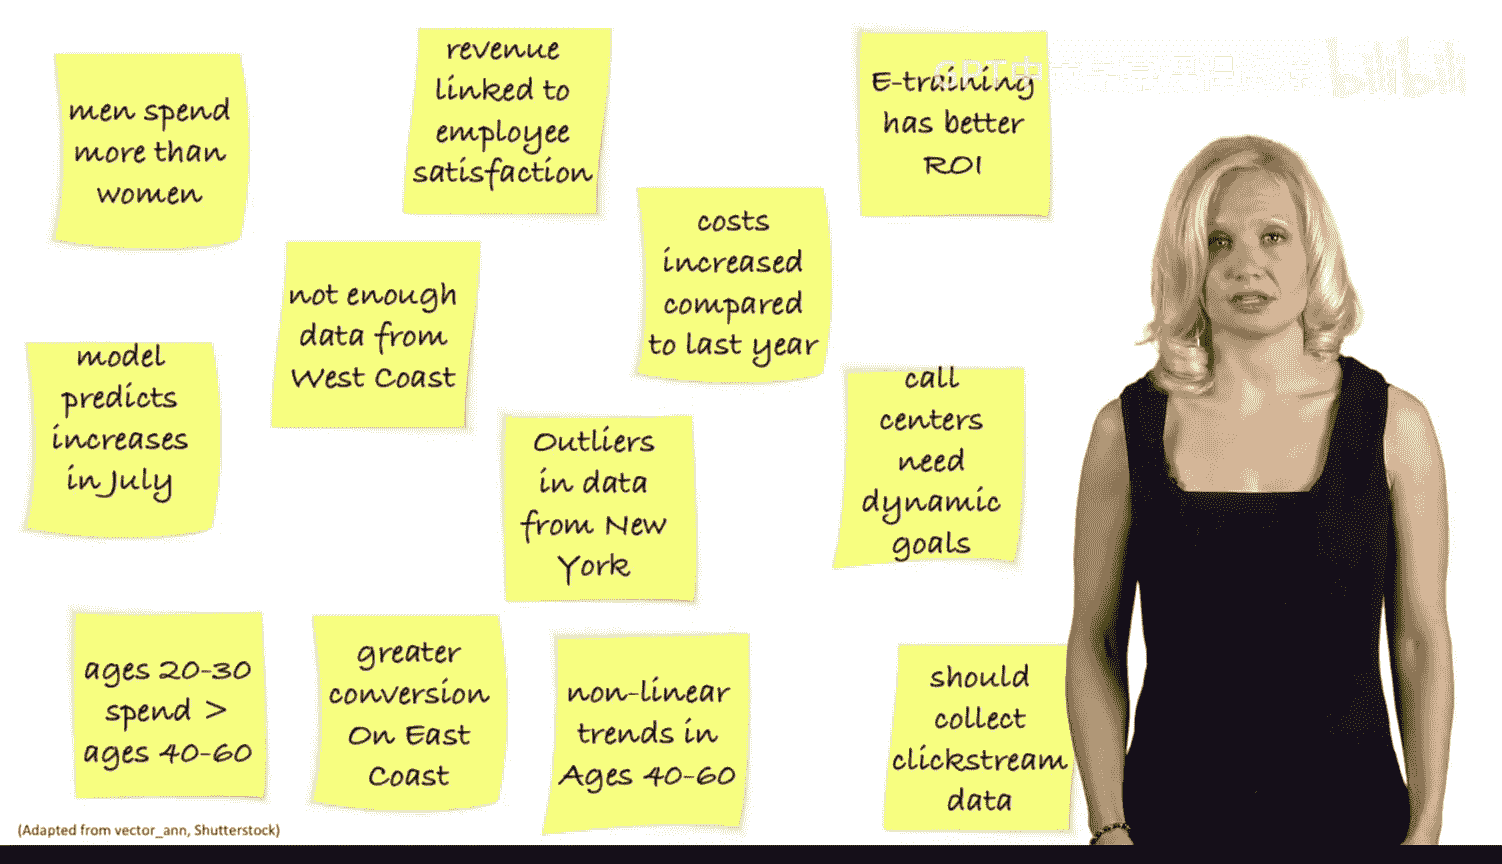 men spend
more than
women
revenue
linked to
employee
satisfaction
E-training
has better
ROI
costs
increased
compared
to last year
not enough
data from
West Coast
model
predicts
increases
in July
call
centers
need
dynamic
goals
Outliers
in data
from New
York
ages 20-30
spend >
ages 40-60
greater
conversion
On East
Coast
non-linear
trends in
Ages 40-60
should
collect
clickstream
data
(Adapted from vector_ann, Shutterstock)
bilibili